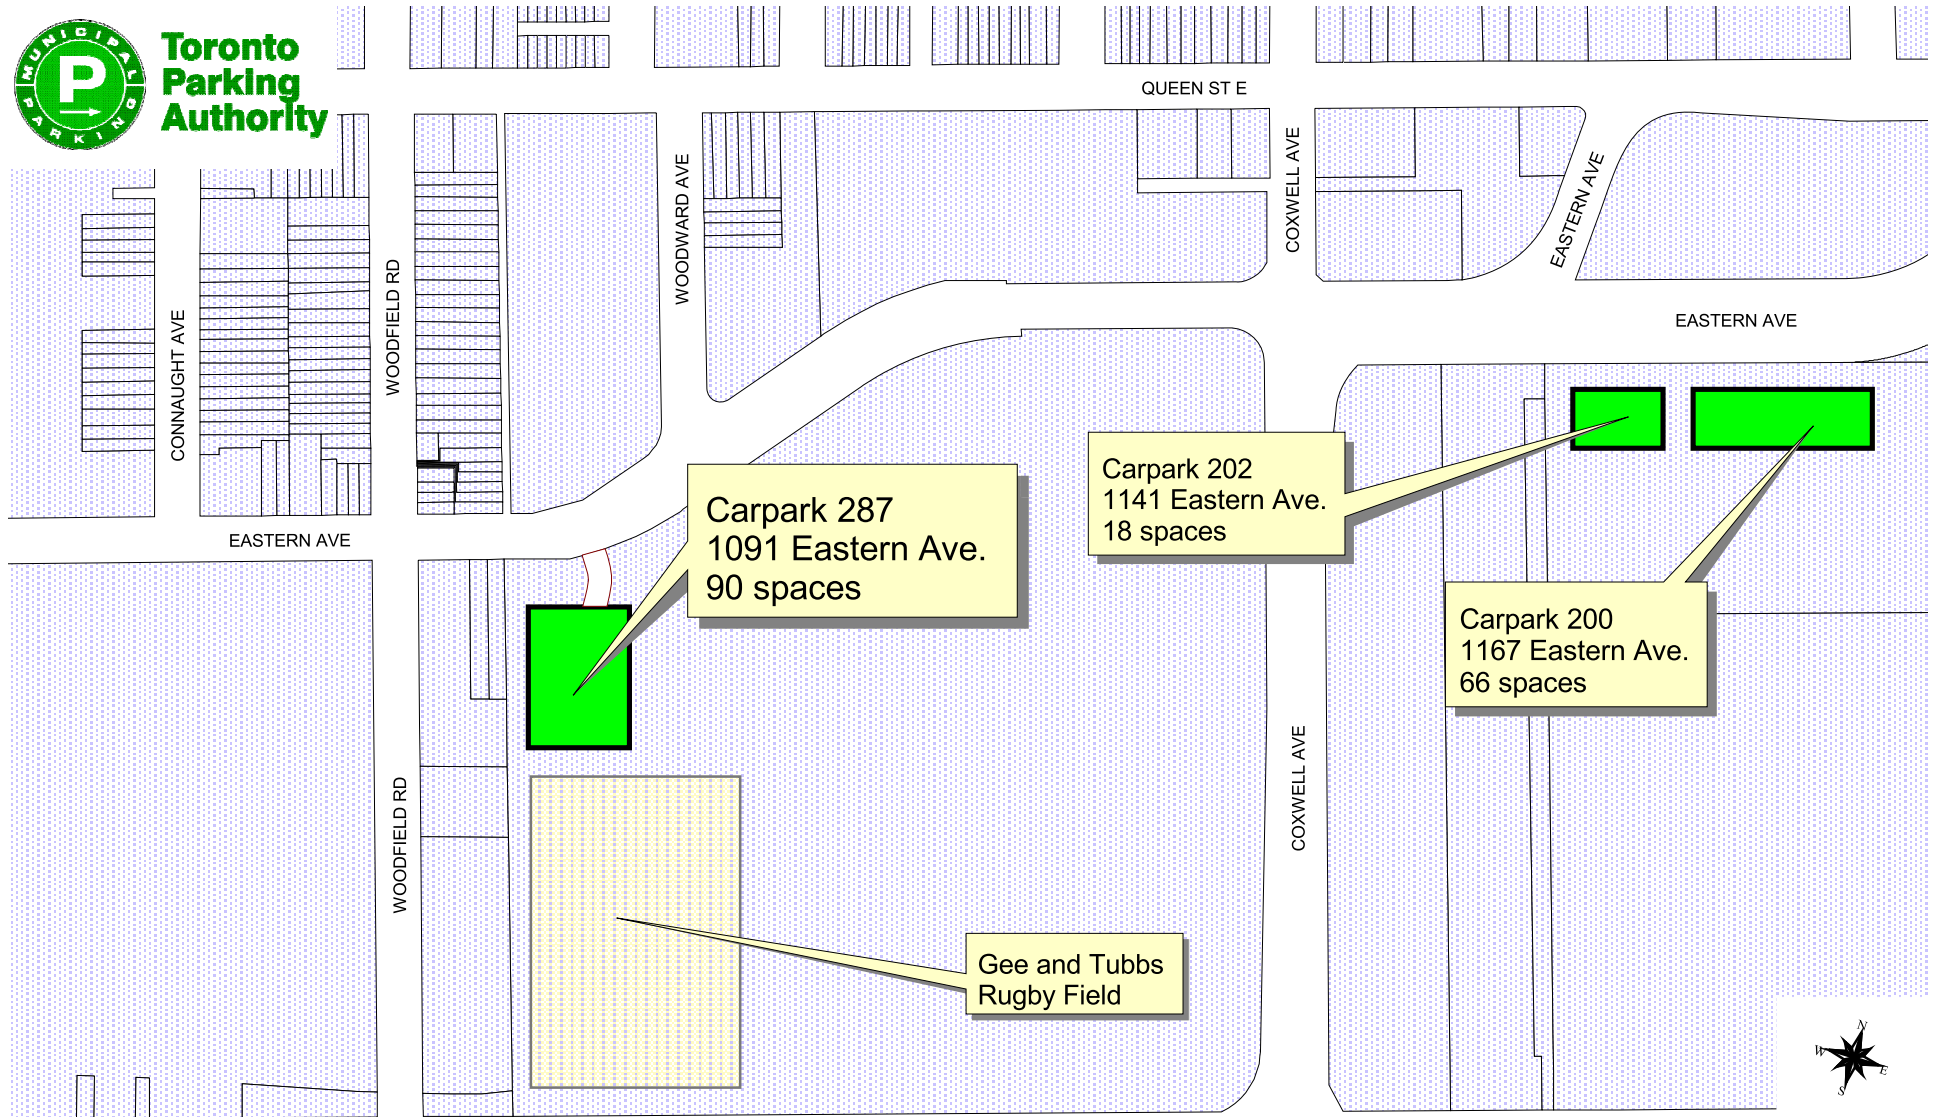 MUNICIPAL
P
PARKING
Toronto
Parking
Authority
QUEEN ST E
COXWELL AVE
EASTERN AVE
WOODWARD AVE
WOODFIELD RD
CONNAUGHT AVE
EASTERN AVE
Carpark 202
1141 Eastern Ave.
18 spaces
Carpark 287
1091 Eastern Ave.
90 spaces
EASTERN AVE
Carpark 200
1167 Eastern Ave.
66 spaces
WOODFIELD RD
COXWELL AVE
Gee and Tubbs
Rugby Field
N
W
E
S